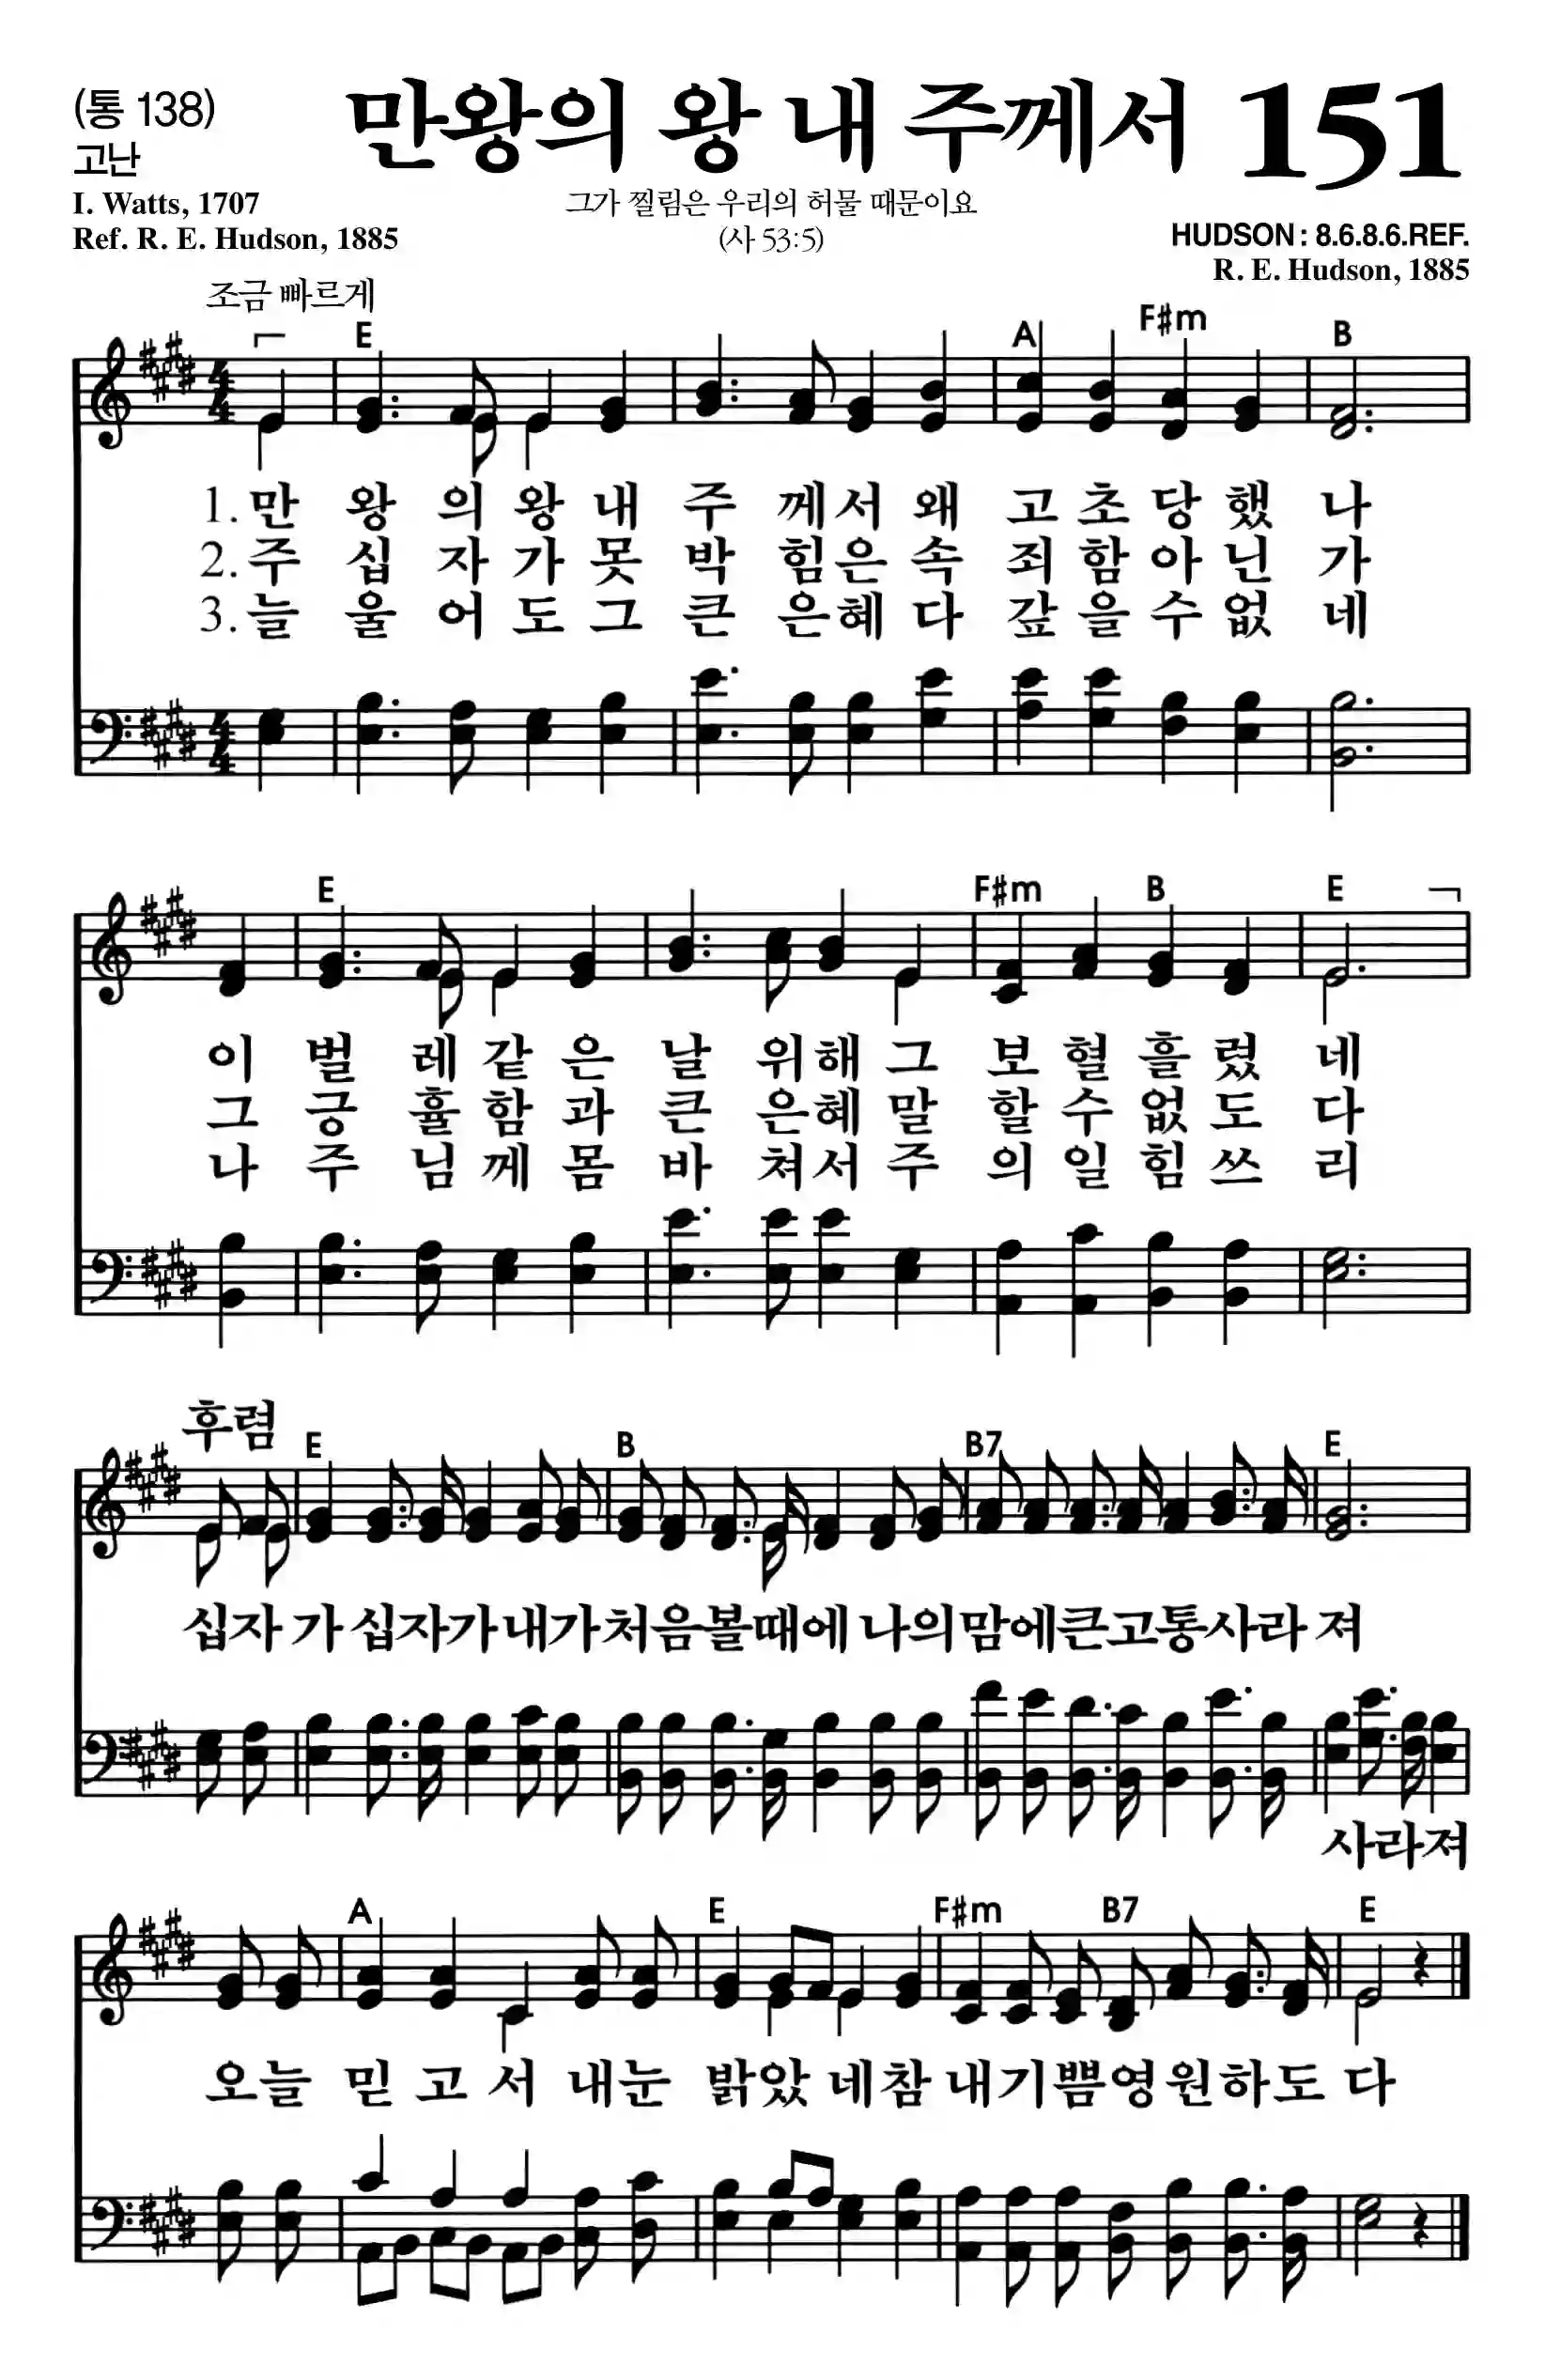 (통 138) 만왕의 왕 내 주께서 151
고난
I. Watts, 1707 그가 찔림은 우리의 허물 때문이요
Ref. R. E. Hudson, 1885 (사 53:5) HUDSON : 8.6.8.6.REF.
R. E. Hudson, 1885
조금 빠르게
E A F♯m B
1. 만 왕 의 왕 내 주 께 서 왜 고 초 당 했 나
2. 주 십 자 가 못 박 힘 은 속 죄 함 아 닌 가
3. 늘 울 어 도 그 큰 은 혜 다 갚 을 수 없 네
E F♯m B E
이 벌 레 같 은 날 위 해 그 보 혈 흘 렸 네
그 긍 휼 함 과 큰 은 혜 말 할 수 없 도 다
나 주 님 께 몸 바 쳐 서 주 의 일 힘 쓰 리
후렴
E B B7 E
십자 가 십자가 내가 처음 볼때에 나의 맘에 큰고통 사라 져
사라져
A E F♯m B7 E
오늘 믿 고 서 내눈 밝았 네 참 내기쁨영 원하도 다